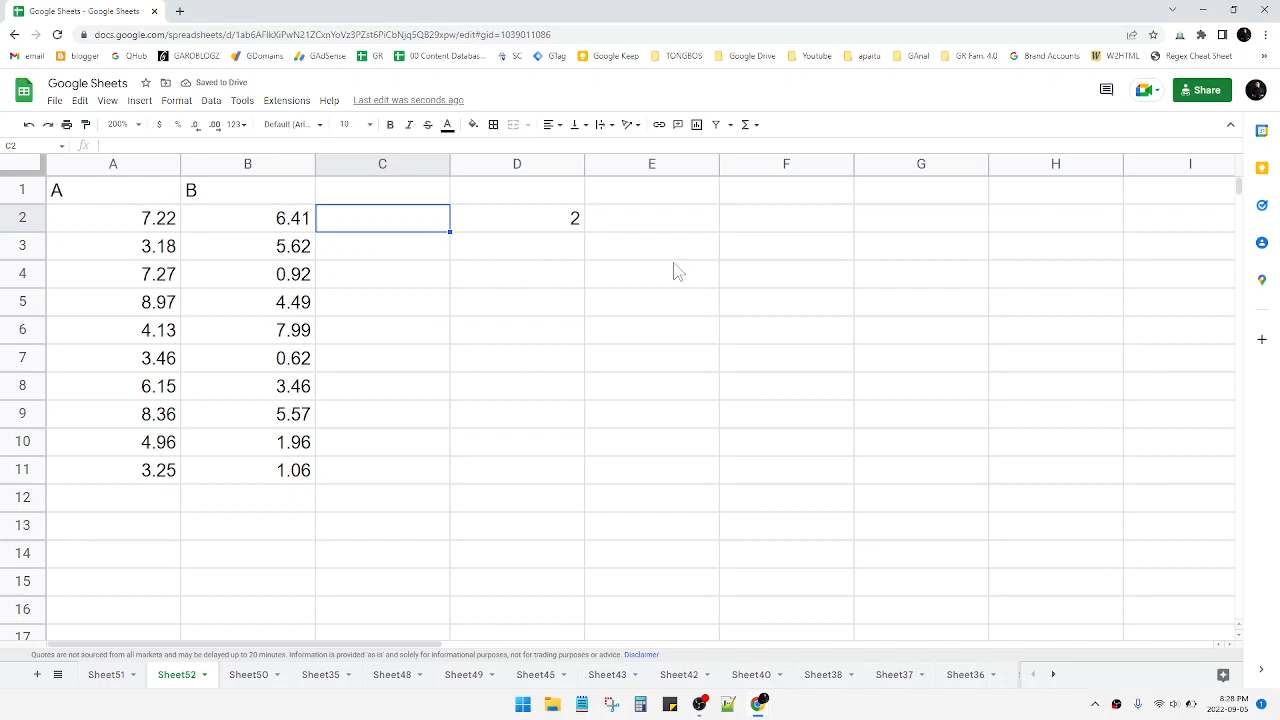 Google Sheets - Google Sheets
docs.google.com/spreadsheets/d/1ab6AFlkXiPwN21ZCxnYoVz3PZst6PiCbNjq5QB29xpw/edit#gid=1039011706
email Blogger QHub GAROBLOGZ GDomains GAdSense QHub GR 00 Content Databas... SC GTag Google Keep TONGBOS Google Drive Youtube apaitu GAnal GR Fam. 4.0 Brand Accounts W2HTML Regex Cheat Sheet
Google Sheets Saved to Drive
File Edit View Insert Format Data Tools Extensions Help Last edit was seconds ago
Share
200% $ % .0 .00 123 Default (Ari... 10 B I S A
C2 fx
A B C D E F G H I
1 A B
2 7.22 6.41 2
3 3.18 5.62
4 7.27 0.92
5 8.97 4.49
6 4.13 7.99
7 3.46 0.62
8 6.15 3.46
9 8.36 5.57
10 4.96 1.96
11 3.25 1.06
12
13
14
15
16
17
Quotes are not sourced from all markets and may be delayed up to 20 minutes. Information is provided 'as is' and solely for informational purposes, not for trading purposes or advice. Disclaimer
Sheet51 Sheet52 Sheet50 Sheet35 Sheet48 Sheet49 Sheet45 Sheet43 Sheet42 Sheet40 Sheet38 Sheet37 Sheet36
8:28 PM
2022-09-05